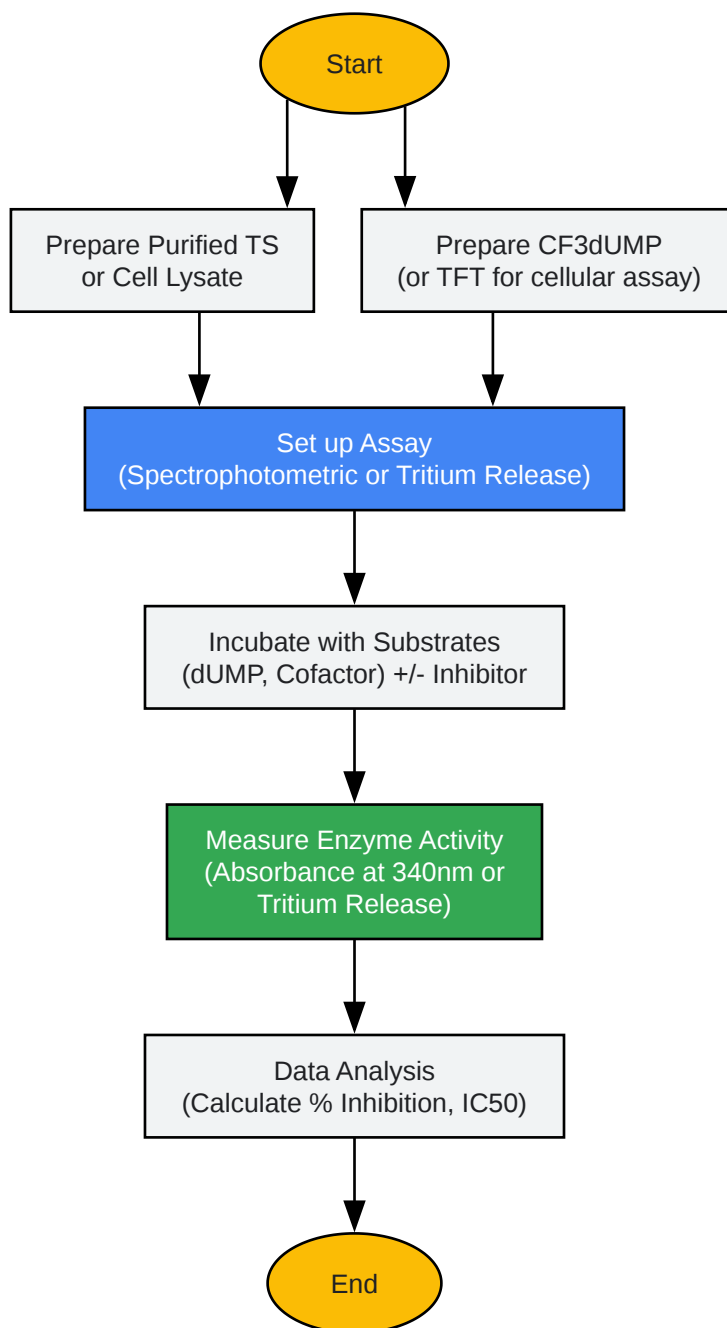 Start
Prepare Purified TS
or Cell Lysate
Prepare CF3dUMP
(or TFT for cellular assay)
Set up Assay
(Spectrophotometric or Tritium Release)
Incubate with Substrates
(dUMP, Cofactor) +/- Inhibitor
Measure Enzyme Activity
(Absorbance at 340nm or
Tritium Release)
Data Analysis
(Calculate % Inhibition, IC50)
End